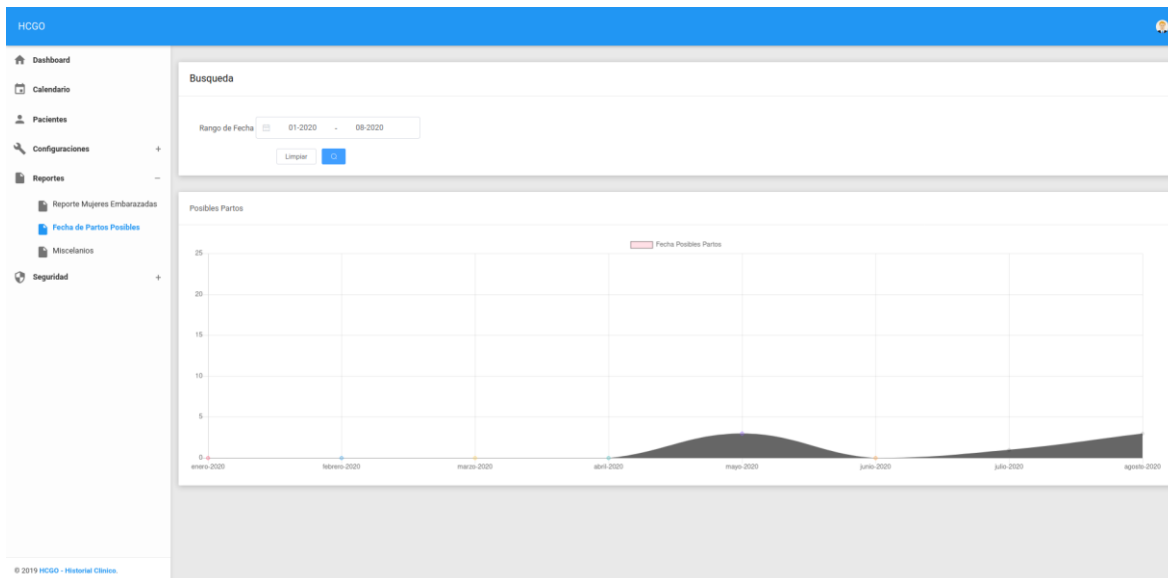 HCGO
Dashboard
Calendario
Pacientes
Configuraciones +
Reportes −
Reporte Mujeres Embarazadas
Fecha de Partos Posibles
Miscelanios
Seguridad +
© 2019 HCGO - Historial Clinico.
Busqueda
Rango de Fecha 01-2020 - 08-2020
Limpiar
Posibles Partos
Fecha Posibles Partos
25
20
15
10
5
0
enero-2020 febrero-2020 marzo-2020 abril-2020 mayo-2020 junio-2020 julio-2020 agosto-2020